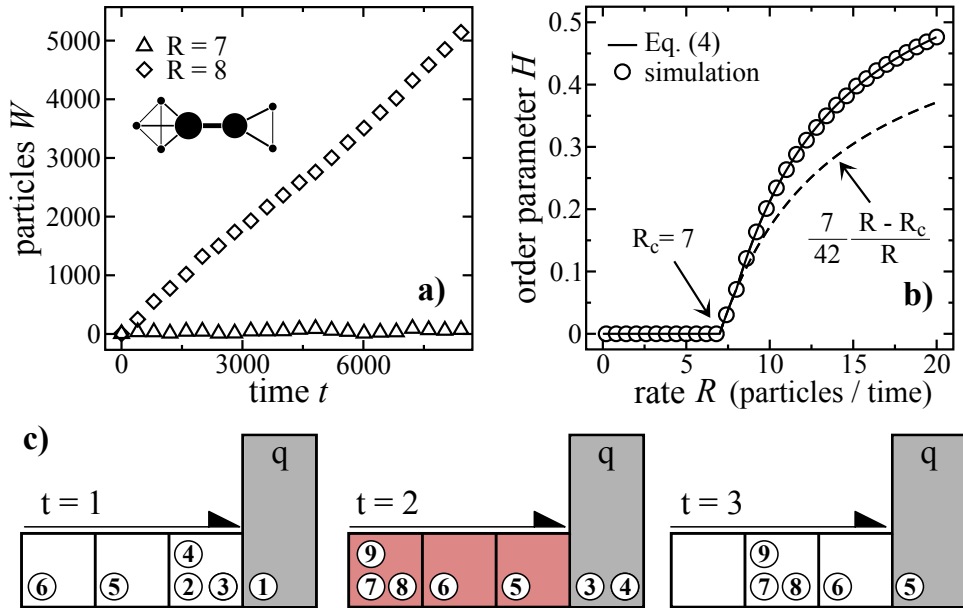 5000
4000
3000
2000
1000
0
particles W
R = 7
R = 8
a)
0
3000
6000
time t
0.5
0.4
0.3
0.2
0.1
0
order parameter H
Eq. (4)
simulation
R_c = 7
7
42
R - R_c
R
b)
0
5
10
15
20
rate R (particles / time)
c)
t = 1
q
4
6 5 2 3 1
t = 2
q
9
7 8 6 5 3 4
t = 3
q
9
7 8 6 5